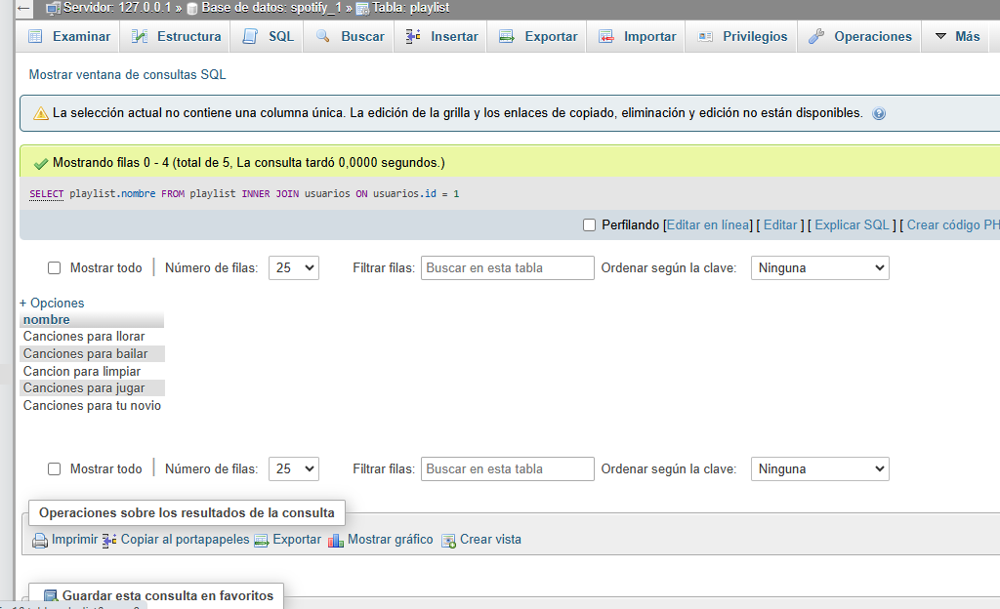 Servidor: 127.0.0.1 » Base de datos: spotify_1 » Tabla: playlist
Examinar Estructura SQL Buscar Insertar Exportar Importar Privilegios Operaciones Más
Mostrar ventana de consultas SQL
La selección actual no contiene una columna única. La edición de la grilla y los enlaces de copiado, eliminación y edición no están disponibles.
Mostrando filas 0 - 4 (total de 5, La consulta tardó 0,0000 segundos.)
SELECT playlist.nombre FROM playlist INNER JOIN usuarios ON usuarios.id = 1
Perfilando [Editar en línea] [ Editar ] [ Explicar SQL ] [ Crear código PH
Mostrar todo Número de filas: 25 Filtrar filas: Buscar en esta tabla Ordenar según la clave: Ninguna
+ Opciones
nombre
Canciones para llorar
Canciones para bailar
Cancion para limpiar
Canciones para jugar
Canciones para tu novio
Mostrar todo Número de filas: 25 Filtrar filas: Buscar en esta tabla Ordenar según la clave: Ninguna
Operaciones sobre los resultados de la consulta
Imprimir Copiar al portapapeles Exportar Mostrar gráfico Crear vista
Guardar esta consulta en favoritos